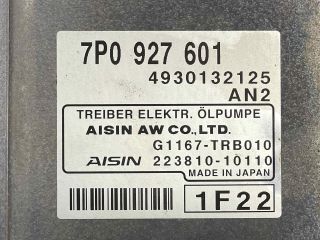 7P0 927 601
4930132125
AN2
TREIBER ELEKTR. ÖLPUMPE
AISIN AW CO., LTD.
G1167-TRB010
AISIN 223810-10110
MADE IN JAPAN
1F22